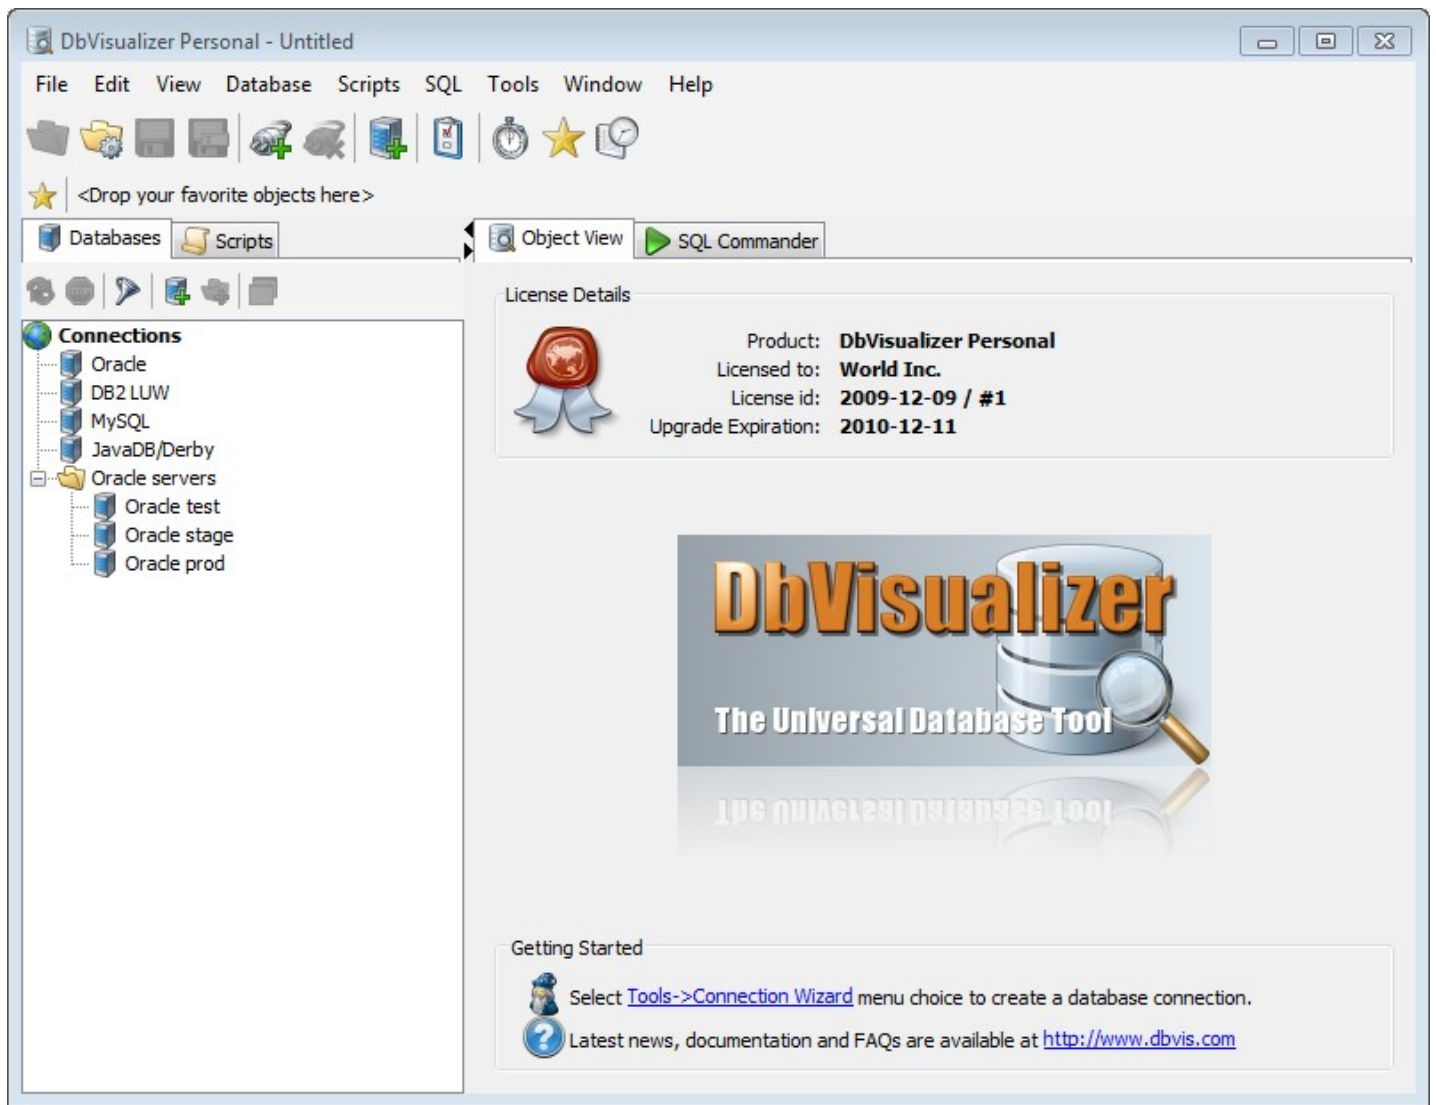 DbVisualizer Personal - Untitled
File Edit View Database Scripts SQL Tools Window Help
<Drop your favorite objects here>
Databases Scripts
Object View SQL Commander
Connections
Oracle
DB2 LUW
MySQL
JavaDB/Derby
Oracle servers
Oracle test
Oracle stage
Oracle prod
License Details
Product: DbVisualizer Personal
Licensed to: World Inc.
License id: 2009-12-09 / #1
Upgrade Expiration: 2010-12-11
DbVisualizer
The Universal Database Tool
Getting Started
Select Tools->Connection Wizard menu choice to create a database connection.
Latest news, documentation and FAQs are available at http://www.dbvis.com